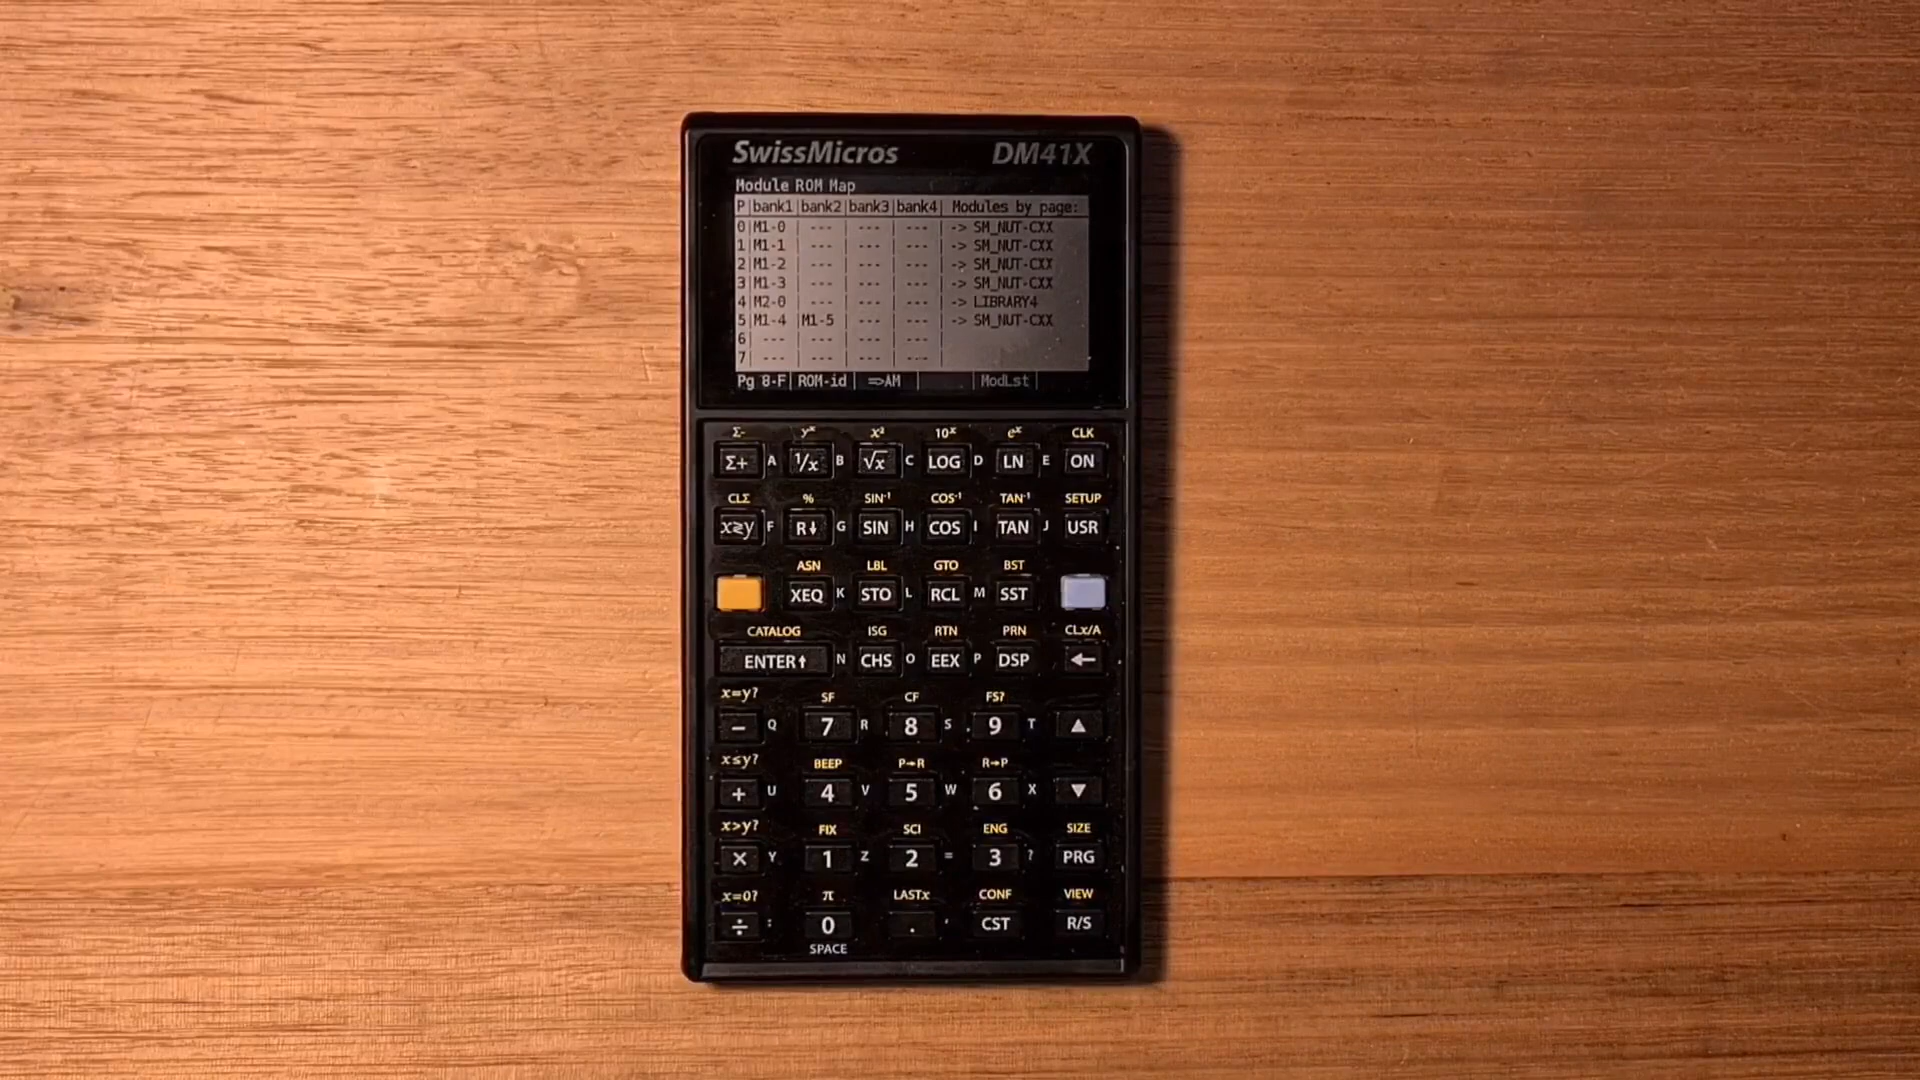 SwissMicros DM41X
Module ROM Map
P|bank1|bank2|bank3|bank4| Modules by page:
0|M1-0 | --- | --- | --- | -> SM_NUT-CXX
1|M1-1 | --- | --- | --- | -> SM_NUT-CXX
2|M1-2 | --- | --- | --- | -> SM_NUT-CXX
3|M1-3 | --- | --- | --- | -> SM_NUT-CXX
4|M2-0 | --- | --- | --- | -> LIBRARY4
5|M1-4 |M1-5 | --- | --- | -> SM_NUT-CXX
6| --- | --- | --- | --- |
7| --- | --- | --- | --- |
Pg 8-F| ROM-id | =>AM | | ModLst |
Σ- yˣ x² 10ˣ eˣ CLK
Σ+ A 1/x B √x C LOG D LN E ON
CLΣ % SIN⁻¹ COS⁻¹ TAN⁻¹ SETUP
x≷y F R↓ G SIN H COS I TAN J USR
ASN LBL GTO BST
XEQ K STO L RCL M SST
CATALOG ISG RTN PRN CLx/A
ENTER↑ N CHS O EEX P DSP ←
x=y? SF CF FS?
− Q 7 R 8 S 9 T ▲
x≤y? BEEP P→R R→P
+ U 4 V 5 W 6 X ▼
x>y? FIX SCI ENG SIZE
× Y 1 Z 2 = 3 ? PRG
x=0? π LASTx CONF VIEW
÷ : 0 . , CST R/S
SPACE